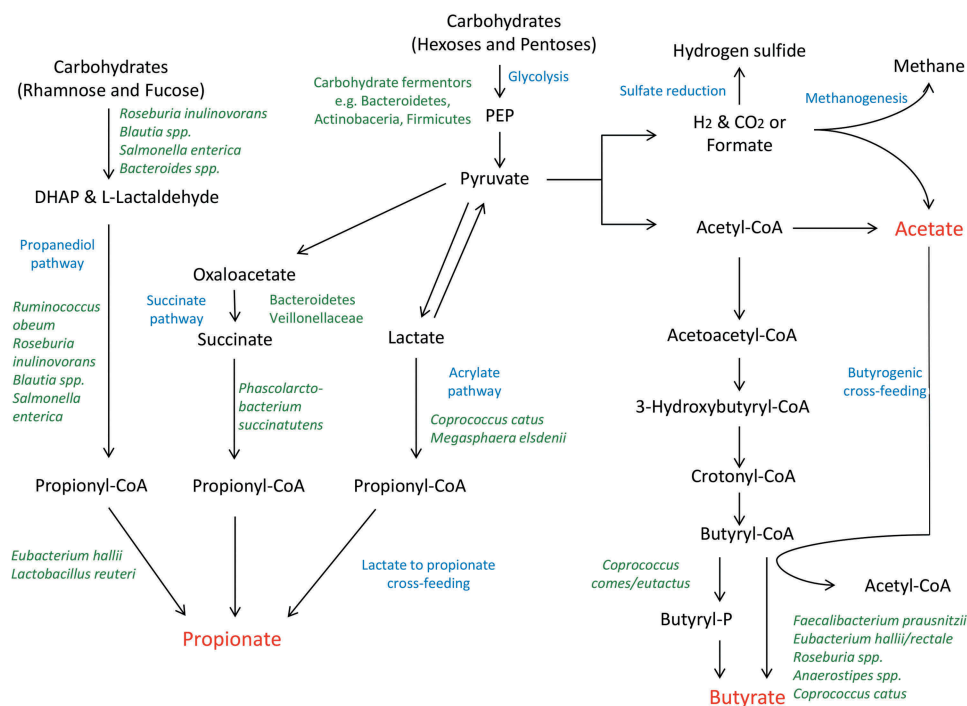 Carbohydrates
(Hexoses and Pentoses)
Carbohydrates
(Rhamnose and Fucose)
Roseburia inulinovorans
Blautia spp.
Salmonella enterica
Bacteroides spp.
DHAP & L-Lactaldehyde
Propanediol
pathway
Ruminococcus
obeum
Roseburia
inulinovorans
Blautia spp.
Salmonella
enterica
Propionyl-CoA
Eubacterium hallii
Lactobacillus reuteri
Carbohydrate fermentors
e.g. Bacteroidetes,
Actinobaceria, Firmicutes
Glycolysis
PEP
Pyruvate
Oxaloacetate
Succinate
pathway
Bacteroidetes
Veillonellaceae
Succinate
Phascolarcto-
bacterium
succinatutens
Propionyl-CoA
Lactate
Acrylate
pathway
Coprococcus catus
Megasphaera elsdenii
Propionyl-CoA
Lactate to propionate
cross-feeding
Propionate
Hydrogen sulfide
Sulfate reduction
H2 & CO2 or
Formate
Methane
Methanogenesis
Acetyl-CoA
Acetate
Acetoacetyl-CoA
3-Hydroxybutyryl-CoA
Butyrogenic
cross-feeding
Crotonyl-CoA
Butyryl-CoA
Coprococcus
comes/eutactus
Acetyl-CoA
Butyryl-P
Faecalibacterium prausnitzii
Eubacterium hallii/rectale
Roseburia spp.
Anaerostipes spp.
Coprococcus catus
Butyrate